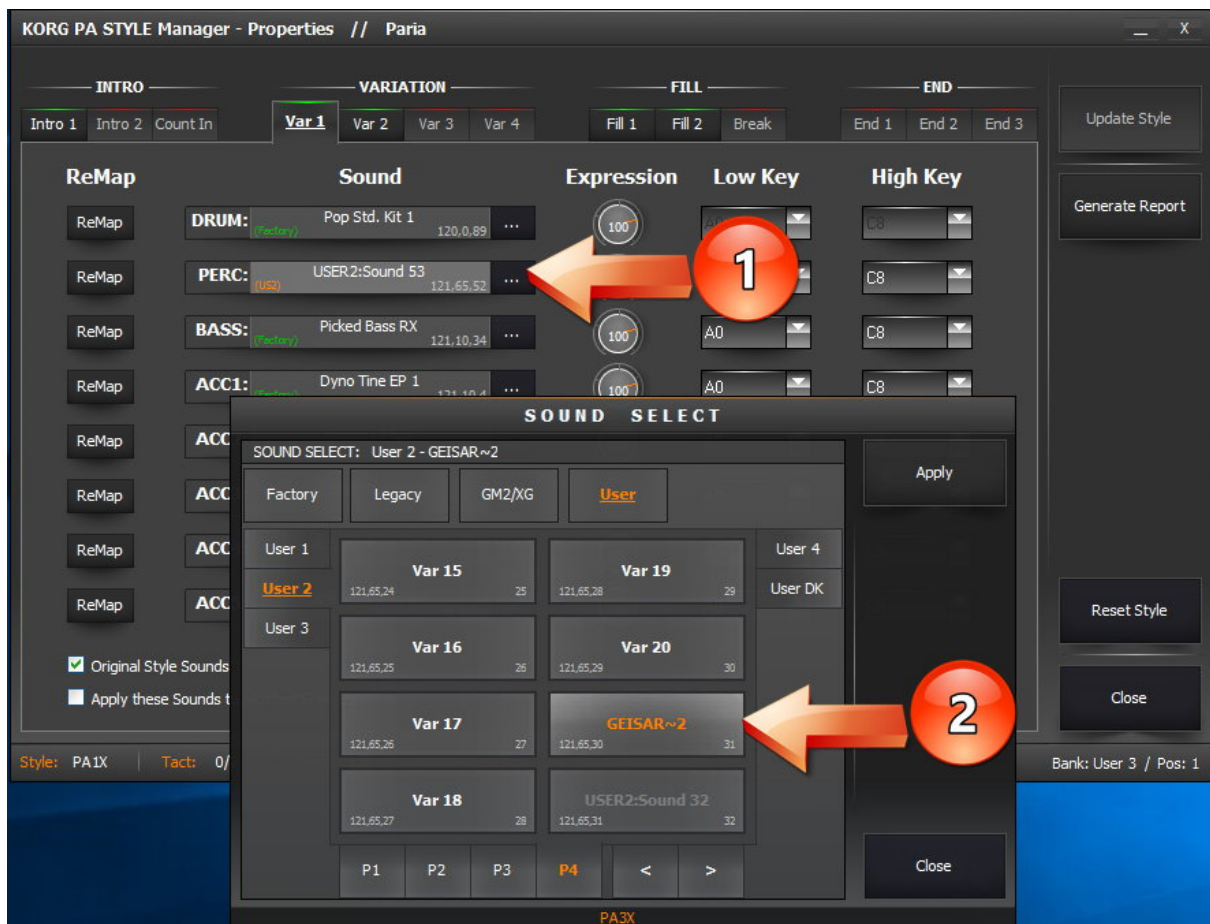 KORG PA STYLE Manager - Properties // Paria
_ X
INTRO VARIATION FILL END
Intro 1 Intro 2 Count In Var 1 Var 2 Var 3 Var 4 Fill 1 Fill 2 Break End 1 End 2 End 3
Update Style
Generate Report
ReMap Sound Expression Low Key High Key
ReMap DRUM: Pop Std. Kit 1 (Factory) 120,0,89 ... 100 A0 C8
ReMap PERC: USER2:Sound 53 (US2) 121,65,52 ... C8
1
ReMap BASS: Picked Bass RX (Factory) 121,10,34 ... 100 A0 C8
ReMap ACC1: Dyno Tine EP 1 121,10,4 ... 100 A0 C8
ReMap ACC
ReMap ACC
ReMap ACC
ReMap ACC
Original Style Sounds
Apply these Sounds t
Reset Style
Close
Style: PA1X Tact: 0/
Bank: User 3 / Pos: 1
SOUND SELECT
SOUND SELECT: User 2 - GEISAR~2
Apply
Factory Legacy GM2/XG User
User 1
User 2
User 3
User 4
User DK
Var 15
121,65,24 25
Var 19
121,65,28 29
Var 16
121,65,25 26
Var 20
121,65,29 30
Var 17
121,65,26 27
GEISAR~2
121,65,30 31
2
Var 18
121,65,27 28
USER2:Sound 32
121,65,31 32
P1 P2 P3 P4 < >
Close
PA3X